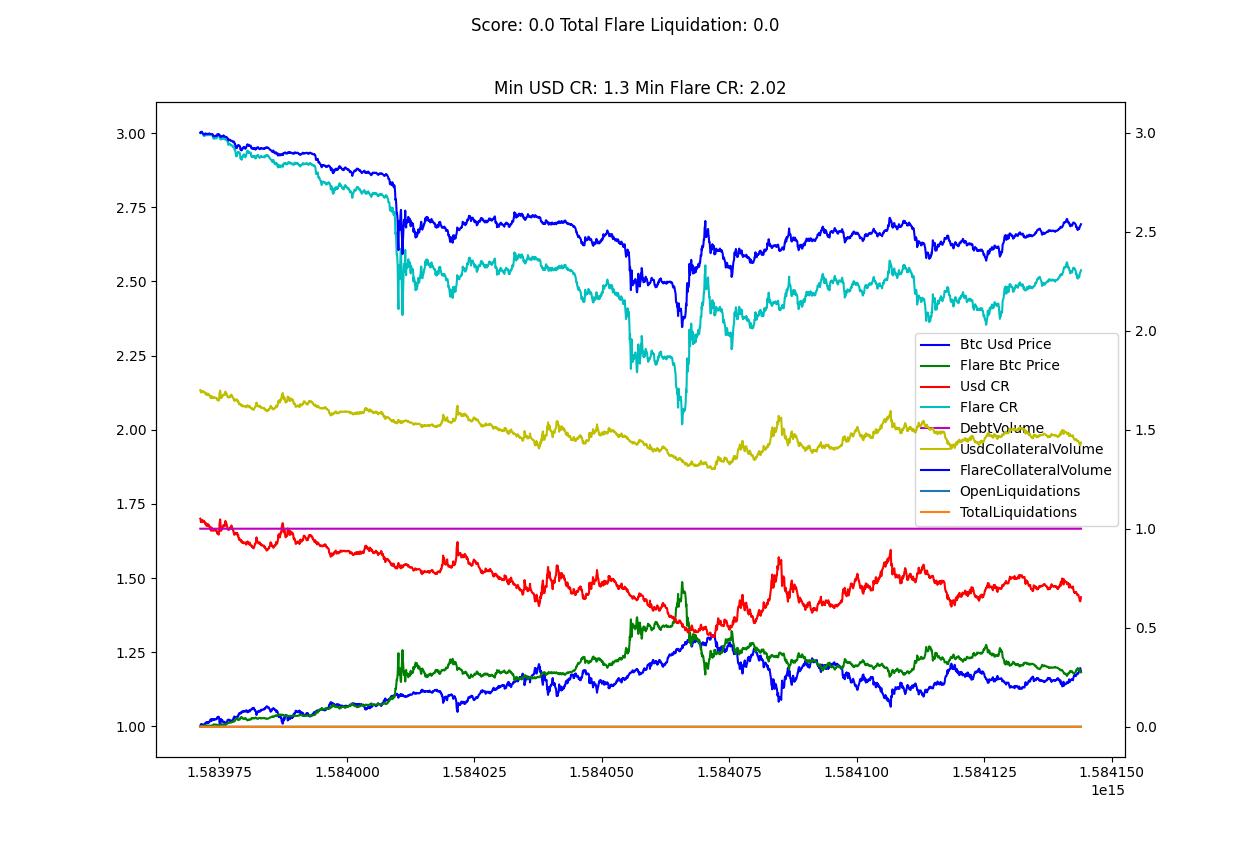 Score: 0.0 Total Flare Liquidation: 0.0
Min USD CR: 1.3 Min Flare CR: 2.02
3.00
2.75
2.50
2.25
2.00
1.75
1.50
1.25
1.00
3.0
2.5
2.0
1.5
1.0
0.5
0.0
Btc Usd Price
Flare Btc Price
Usd CR
Flare CR
DebtVolume
UsdCollateralVolume
FlareCollateralVolume
OpenLiquidations
TotalLiquidations
1.583975 1.584000 1.584025 1.584050 1.584075 1.584100 1.584125 1.584150
1e15